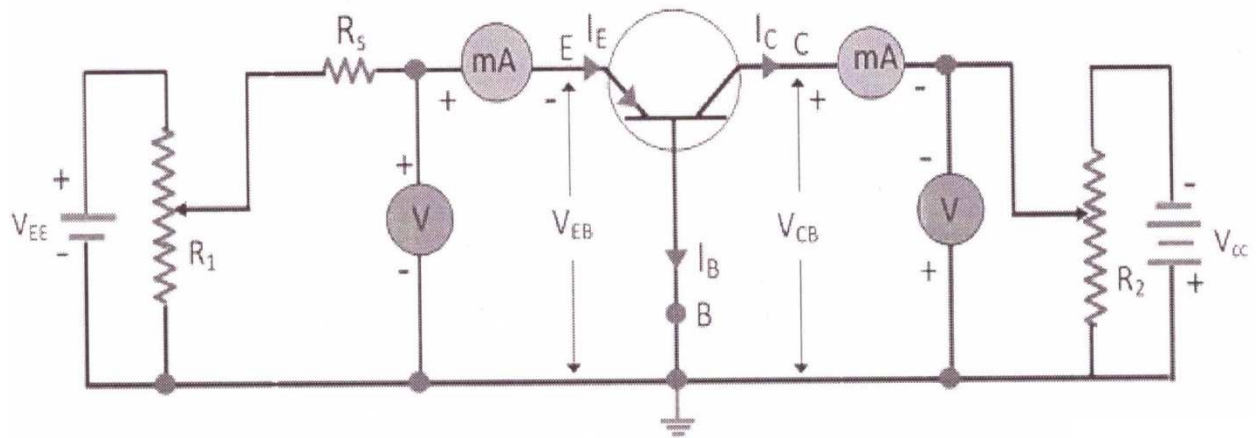 Rs
E
IE
IC
C
mA
mA
+
-
+
-
+
+
-
-
VEE
R1
V
VEB
VCB
V
IB
B
R2
Vcc
-
-
+
+